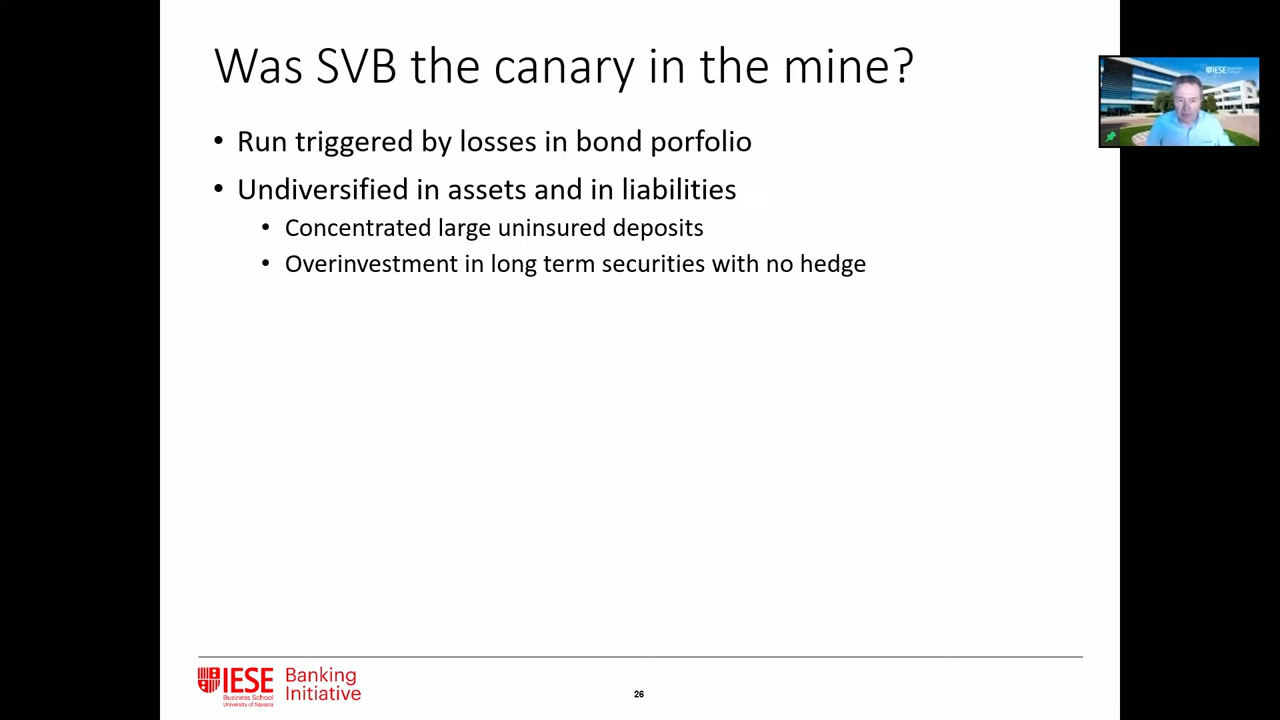 Was SVB the canary in the mine?
• Run triggered by losses in bond porfolio
• Undiversified in assets and in liabilities
• Concentrated large uninsured deposits
• Overinvestment in long term securities with no hedge
IESE
Business School
University of Navarra
Banking
Initiative
26
IESE